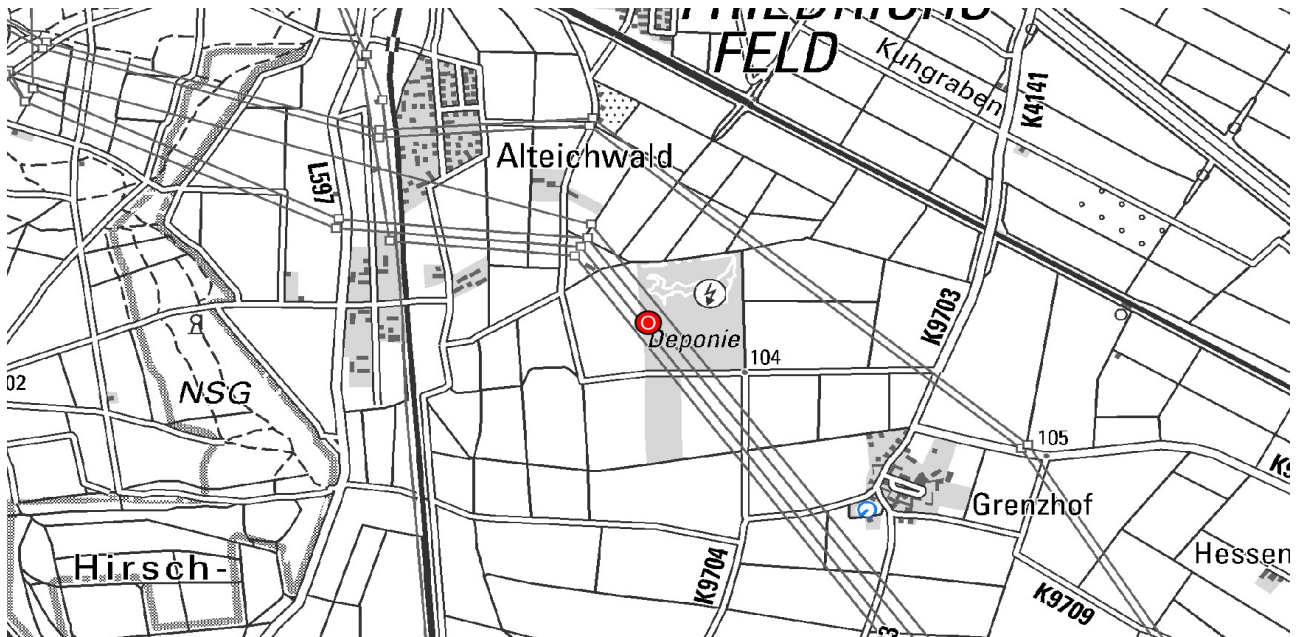 FELD
Kuhgraben
K4141
Alteichwald
L597
K9703
Deponie
104
02
NSG
105
Grenzhof
Hirsch-
Hessen
K9704
K9709